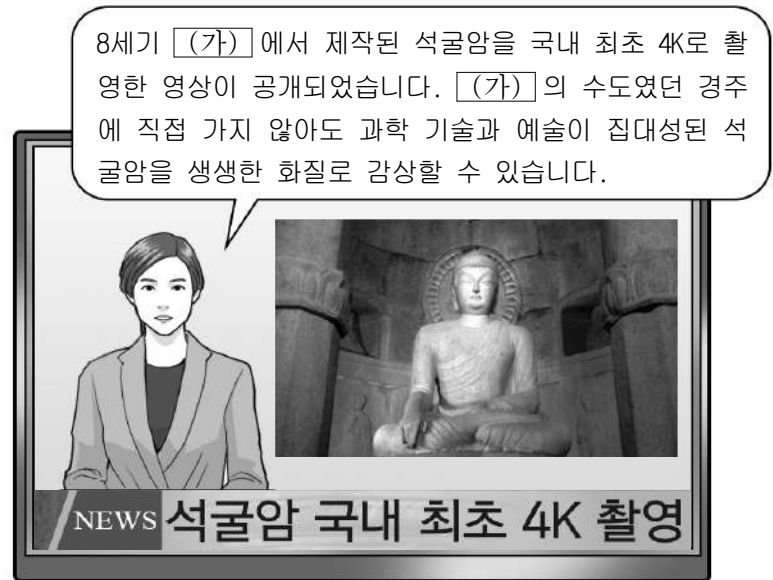 8세기 (가) 에서 제작된 석굴암을 국내 최초 4K로 촬
영한 영상이 공개되었습니다. (가) 의 수도였던 경주
에 직접 가지 않아도 과학 기술과 예술이 집대성된 석
굴암을 생생한 화질로 감상할 수 있습니다.
NEWS 석굴암 국내 최초 4K 촬영